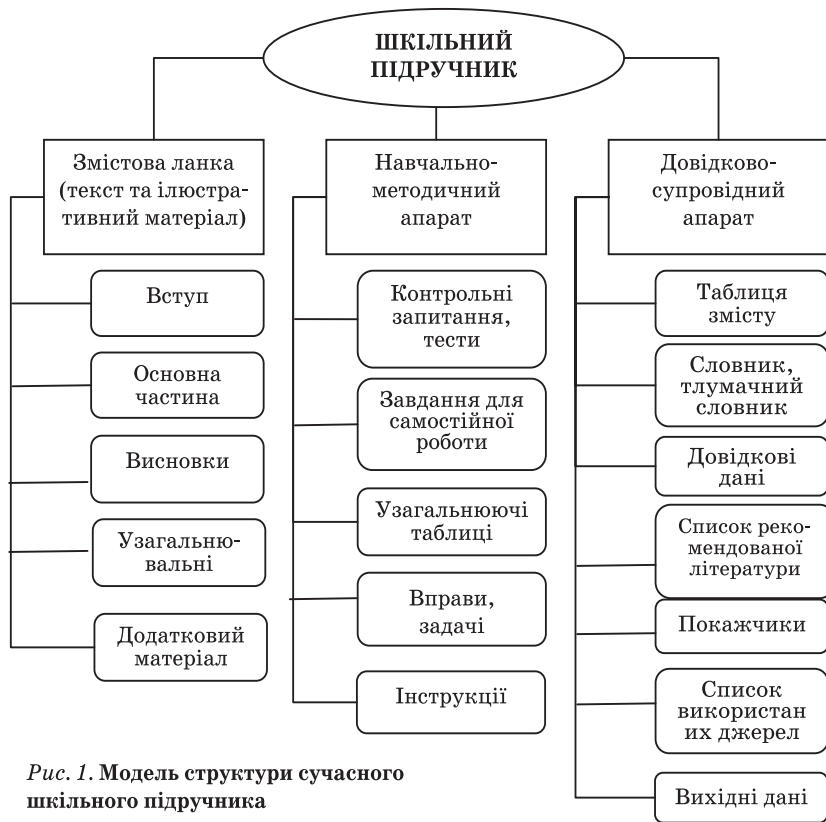 ШКІЛЬНИЙ
ПІДРУЧНИК
Змістова ланка
(текст та ілюстра-
тивний матеріал)
Вступ
Основна
частина
Висновки
Узагальню-
вальні
Додатковий
матеріал
Навчально-
методичний
апарат
Контрольні
запитання,
тести
Завдання для
самостійної
роботи
Узагальнюючі
таблиці
Вправи,
задачі
Інструкції
Довідково-
супровідний
апарат
Таблиця
змісту
Словник,
тлумачний
словник
Довідкові
дані
Список реко-
мендованої
літератури
Покажчики
Список
використан
их джерел
Вихідні дані
Рис. 1. Модель структури сучасного
шкільного підручника